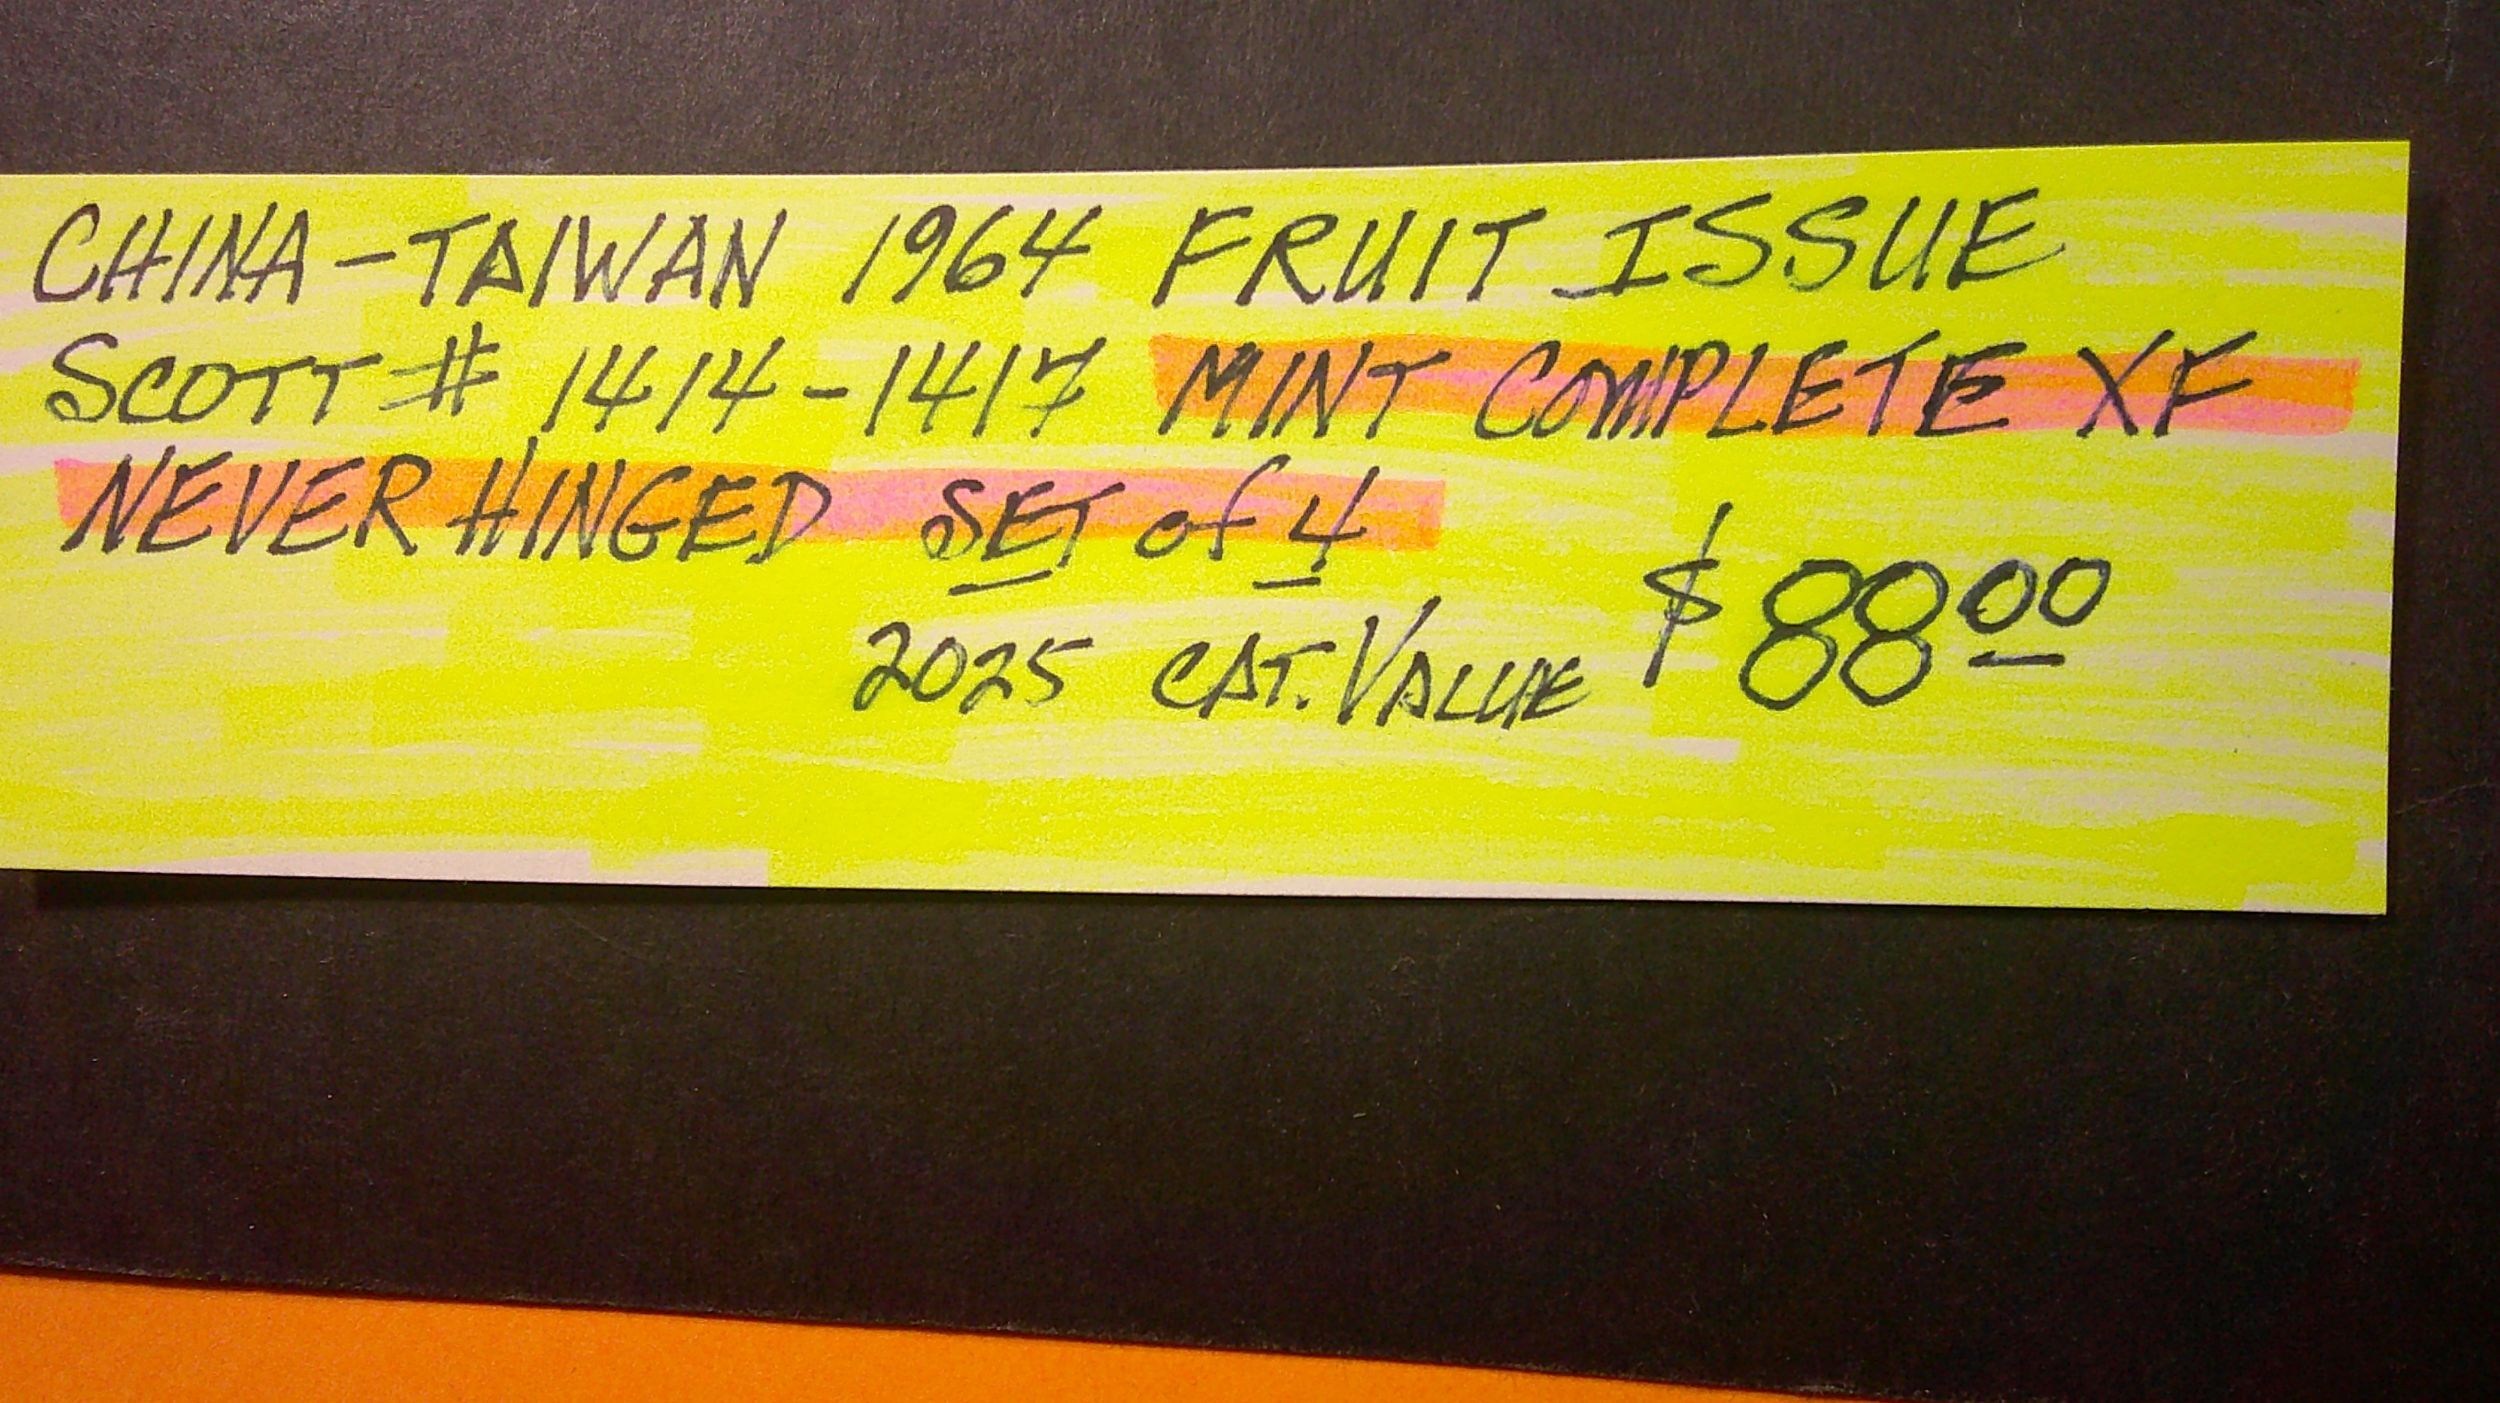 CHINA-TAIWAN 1964 FRUIT ISSUE
SCOTT # 1414-1417 MINT COMPLETE XF
NEVER HINGED SET of 4
2025 CAT. VALUE $88.00